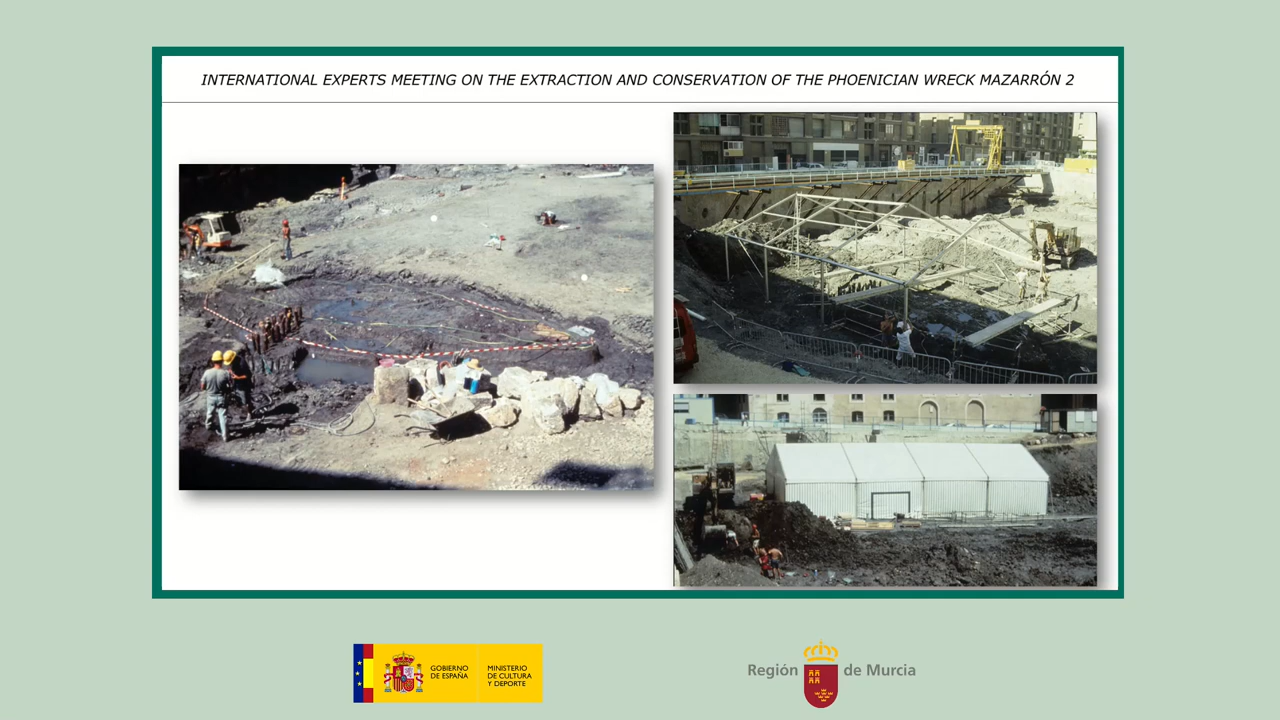 INTERNATIONAL EXPERTS MEETING ON THE EXTRACTION AND CONSERVATION OF THE PHOENICIAN WRECK MAZARRÓN 2
GOBIERNO
DE ESPAÑA
MINISTERIO
DE CULTURA
Y DEPORTE
Región de Murcia